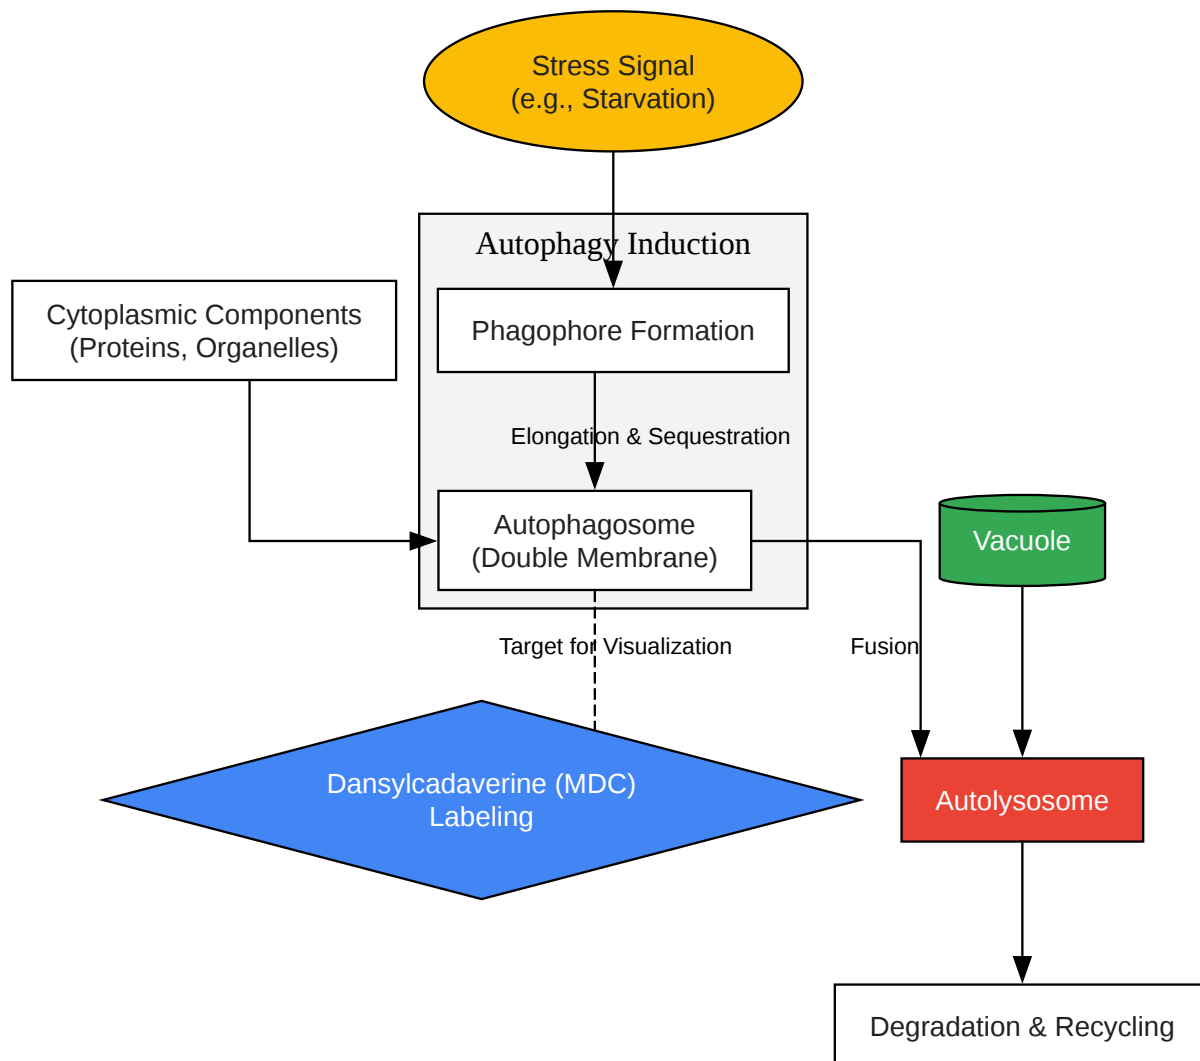 Stress Signal
(e.g., Starvation)
Autophagy Induction
Cytoplasmic Components
(Proteins, Organelles)
Phagophore Formation
Elongation & Sequestration
Autophagosome
(Double Membrane)
Vacuole
Target for Visualization
Fusion
Dansylcadaverine (MDC)
Labeling
Autolysosome
Degradation & Recycling